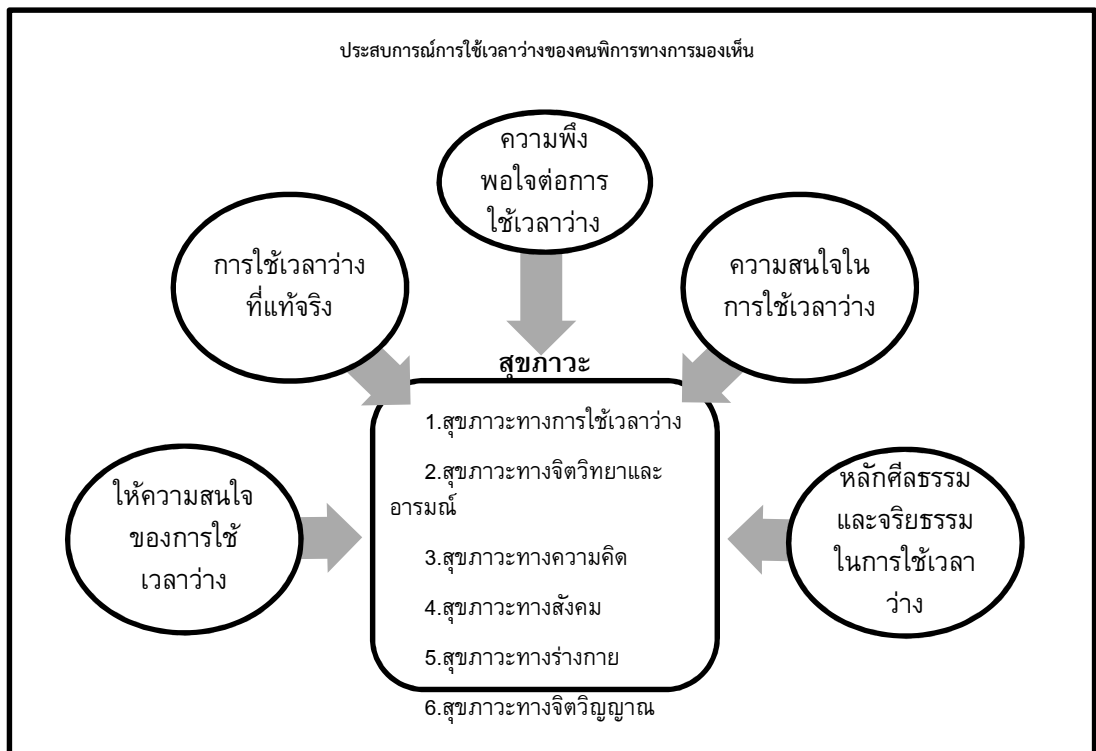 ประสบการณ์การใช้เวลาว่างของคนพิการทางการมองเห็น
ความพึง
พอใจต่อการ
ใช้เวลาว่าง
การใช้เวลาว่าง
ที่แท้จริง
ความสนใจใน
การใช้เวลาว่าง
ให้ความสนใจ
ของการใช้
เวลาว่าง
หลักศีลธรรม
และจริยธรรม
ในการใช้เวลา
ว่าง
สุขภาวะ
1.สุขภาวะทางการใช้เวลาว่าง
2.สุขภาวะทางจิตวิทยาและ
อารมณ์
3.สุขภาวะทางความคิด
4.สุขภาวะทางสังคม
5.สุขภาวะทางร่างกาย
6.สุขภาวะทางจิตวิญญาณ